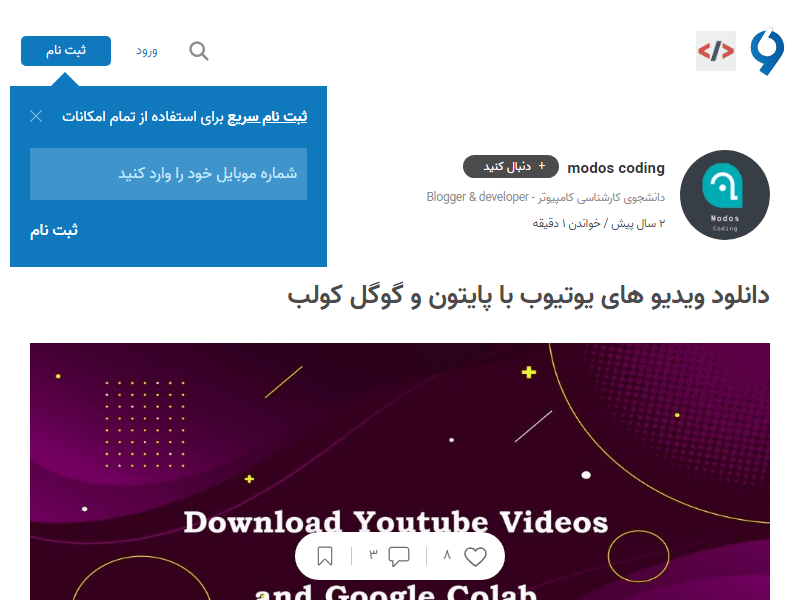 ثبت نام
ورود
ثبت نام سریع برای استفاده از تمام امکانات
شماره موبایل خود را وارد کنید
ثبت نام
modos coding
+ دنبال کنید
دانشجوی کارشناسی کامپیوتر - Blogger & developer
۲ سال پیش / خواندن ۱ دقیقه
Modos
Coding
دانلود ویدیو های یوتیوب با پایتون و گوگل کولب
Download Youtube Videos
۳
۸
and Google Colab